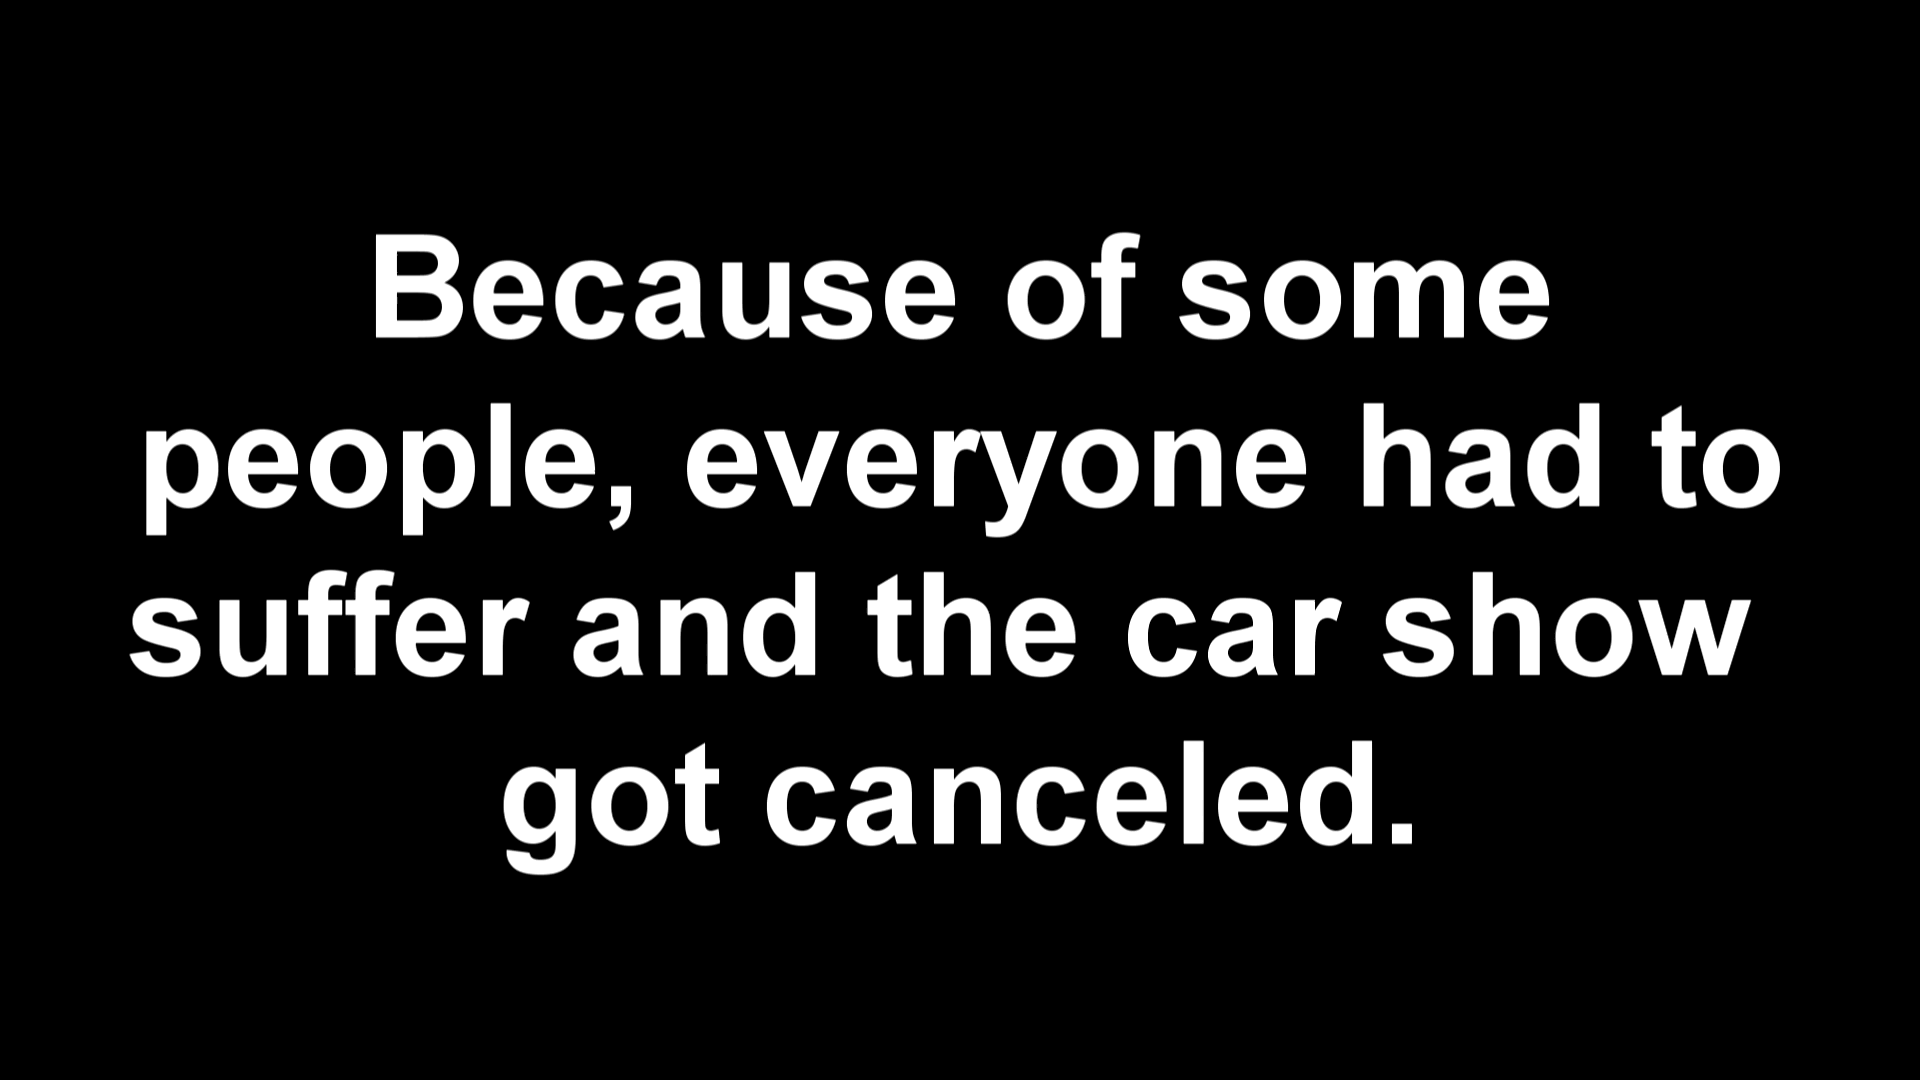 Because of some
people, everyone had to
suffer and the car show
got canceled.